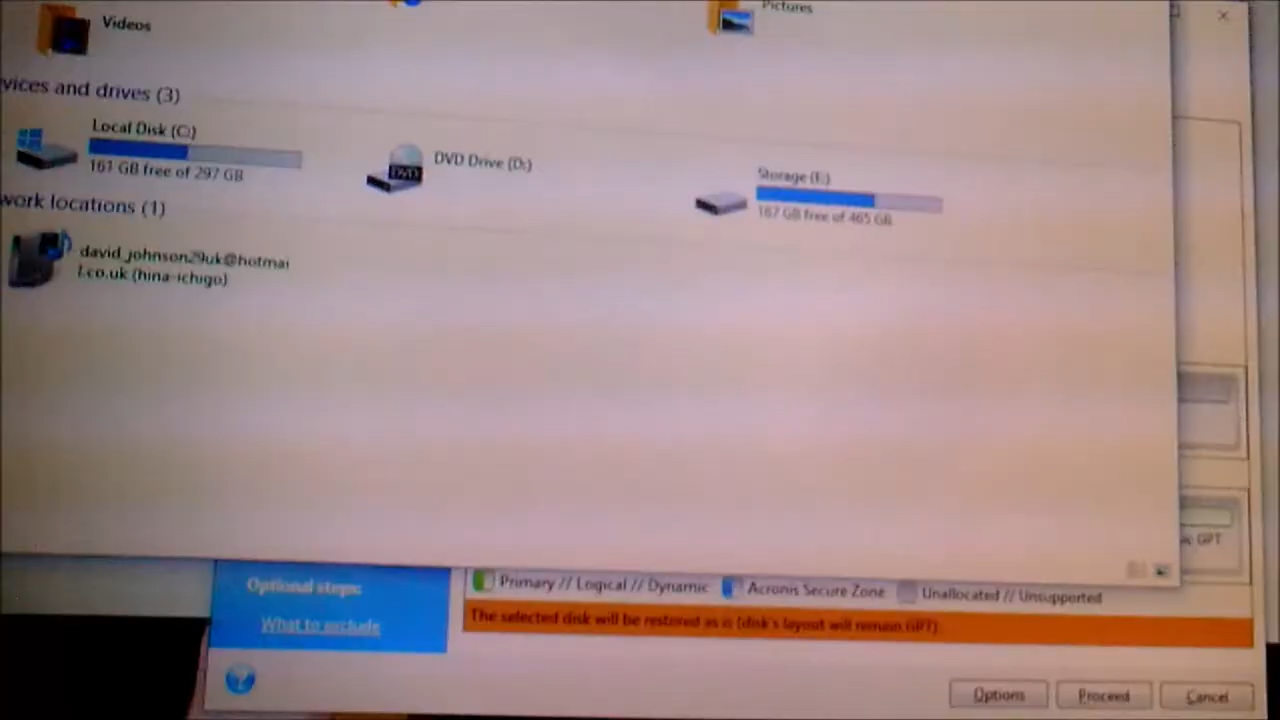 Videos
Pictures
vices and drives (3)
Local Disk (C:)
161 GB free of 297 GB
DVD
DVD Drive (D:)
Storage (E:)
167 GB free of 465 GB
work locations (1)
david_johnson29uk@hotmai
l.co.uk (hina-ichigo)
GPT
Optional steps:
What to exclude
Primary // Logical // Dynamic
Acronis Secure Zone
Unallocated // Unsupported
The selected disk will be restored as is (disk's layout will remain GPT)
Options
Proceed
Cancel